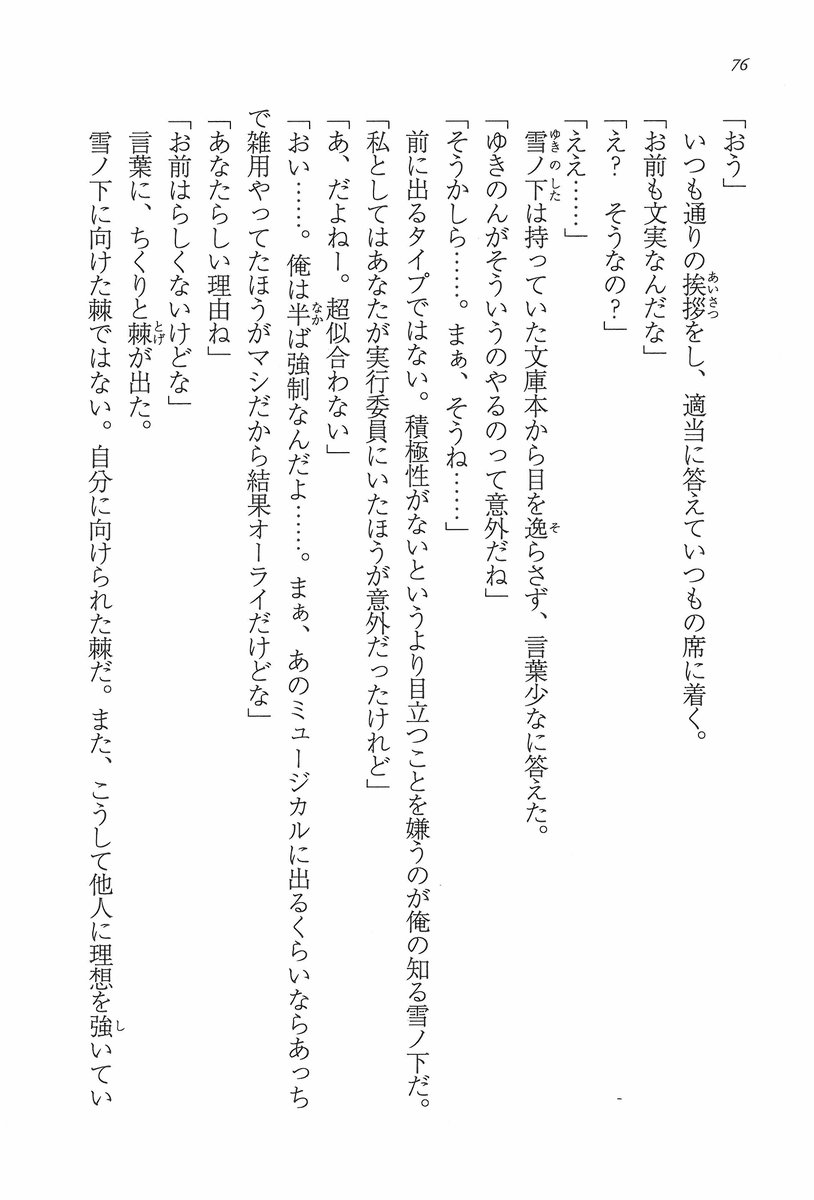 76
「おう」
いつも通りの挨拶をし、適当に答えていつもの席に着く。
「お前も文実なんだな」
「え？　そうなの？」
「ええ……」
雪ノ下は持っていた文庫本から目を逸らさず、言葉少なに答えた。
「ゆきのんがそういうのやるのって意外だね」
「そうかしら……。まぁ、そうね……」
前に出るタイプではない。積極性がないというより目立つことを嫌うのが俺の知る雪ノ下だ。
「私としてはあなたが実行委員にいたほうが意外だったけれど」
「あ、だよねー。超似合わない」
「おい……。俺は半ば強制なんだよ……。まぁ、あのミュージカルに出るくらいならあっち
で雑用やってたほうがマシだから結果オーライだけどな」
「あなたらしい理由ね」
「お前はらしくないけどな」
言葉に、ちくりと棘が出た。
雪ノ下に向けた棘ではない。自分に向けられた棘だ。また、こうして他人に理想を強いてい